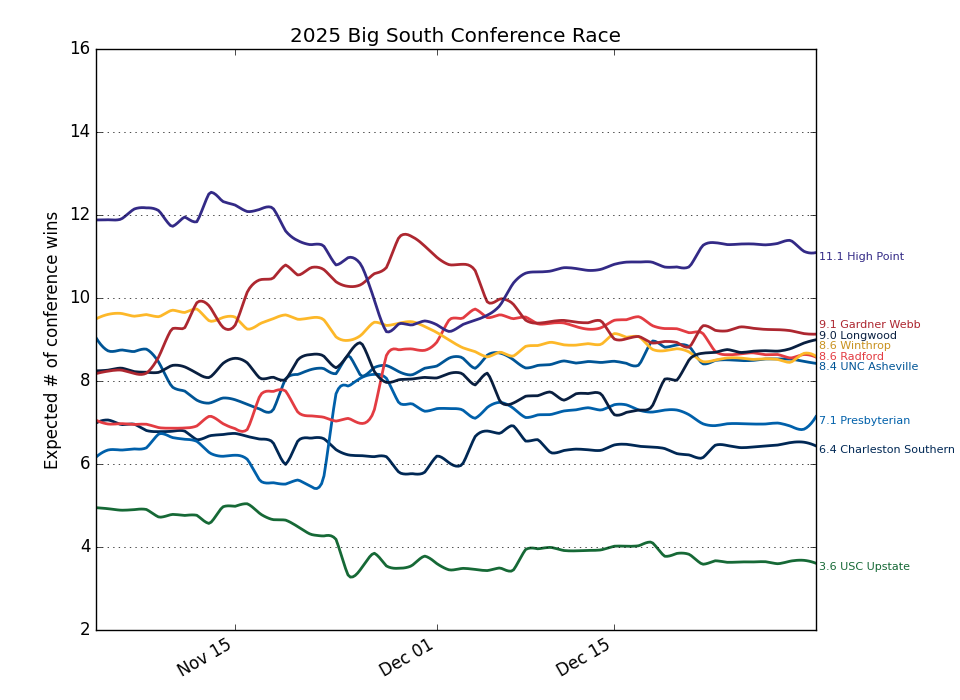 2025 Big South Conference Race
Expected # of conference wins
16
14
12
10
8
6
4
2
Nov 15
Dec 01
Dec 15
11.1 High Point
9.1 Gardner Webb
9.0 Longwood
8.6 Winthrop
8.6 Radford
8.4 UNC Asheville
7.1 Presbyterian
6.4 Charleston Southern
3.6 USC Upstate